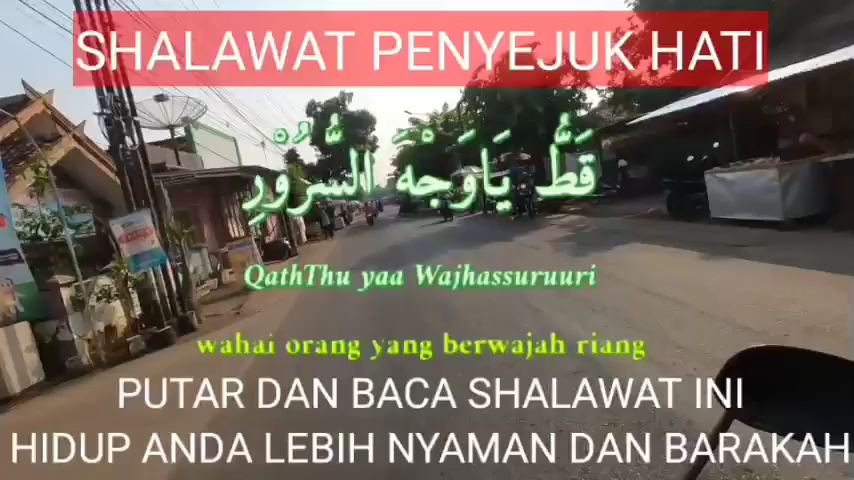 SHALAWAT PENYEJUK HATI
قَطُّ يَاوَجْهَ السُّرُوْرِ
QathThu yaa Wajhassuruuri
wahai orang yang berwajah riang
PUTAR DAN BACA SHALAWAT INI
HIDUP ANDA LEBIH NYAMAN DAN BARAKAH